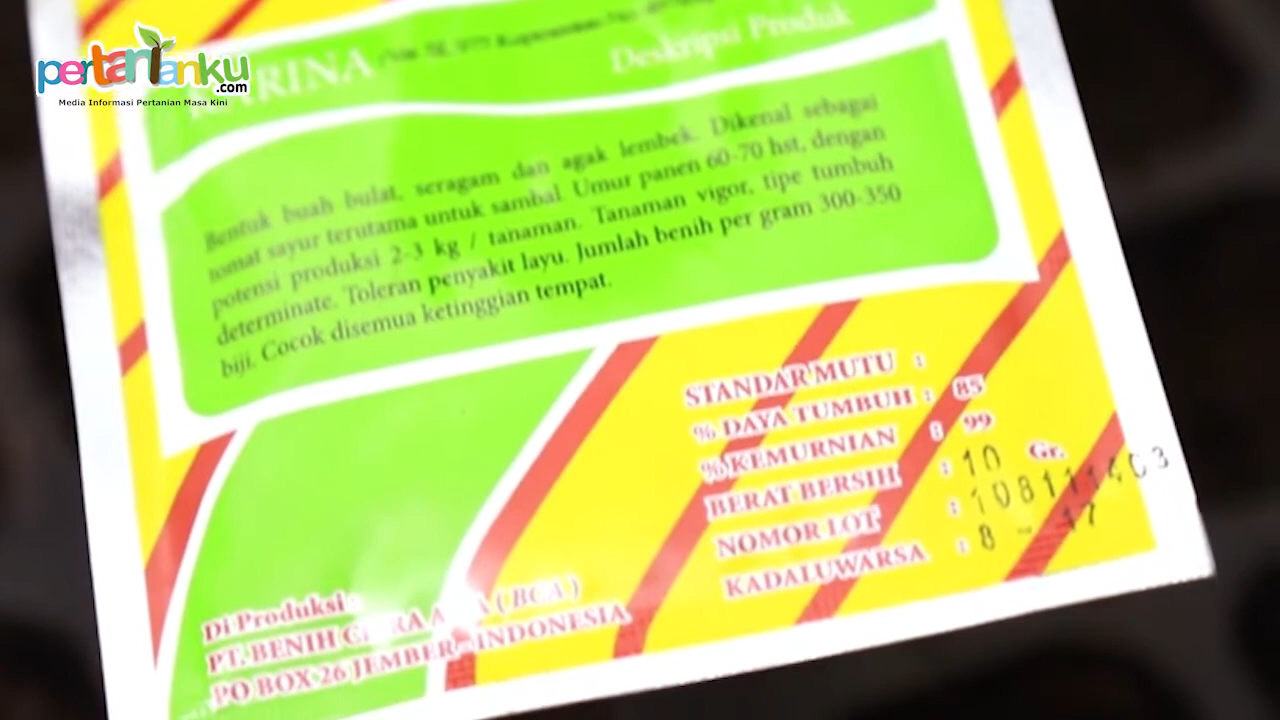 pertanianku
.com
Media Informasi Pertanian Masa Kini
RINA
Deskripsi Produk
Bentuk buah bulat, seragam dan agak lembek. Dikenal sebagai
tomat sayur terutama untuk sambal. Umur panen 60-70 hst, dengan
potensi produksi 2-3 kg / tanaman. Tanaman vigor, tipe tumbuh
determinate. Toleran penyakit layu. Jumlah benih per gram 300-350
biji. Cocok disemua ketinggian tempat.
STANDAR MUTU :
% DAYA TUMBUH : 85
% KEMURNIAN : 99
BERAT BERSIH : 10 Gr.
NOMOR LOT : 108111403
KADALUWARSA : 8 - 17
Di Produksi
PT. BENIH (BCA)
PO BOX 26 JEMBER - INDONESIA